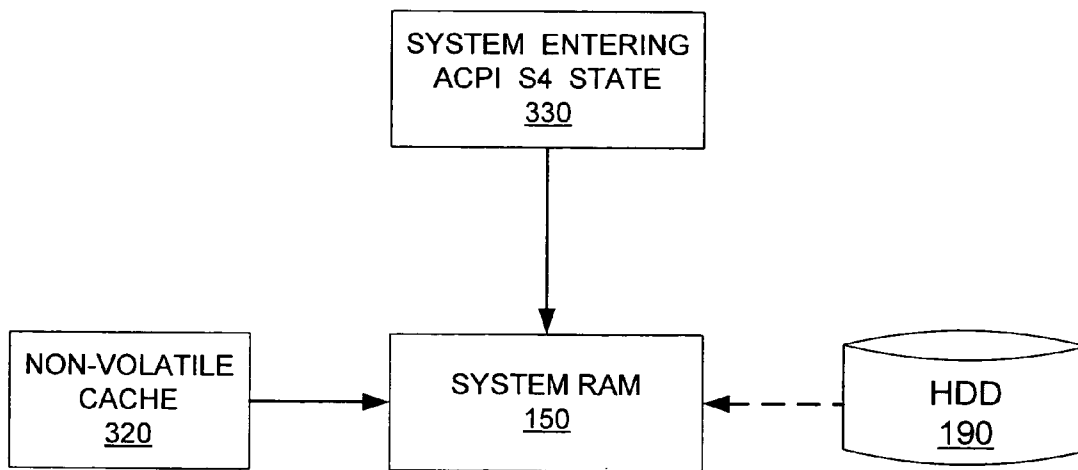 SYSTEM ENTERING
ACPI S4 STATE
330
NON-VOLATILE
CACHE
320
SYSTEM RAM
150
HDD
190